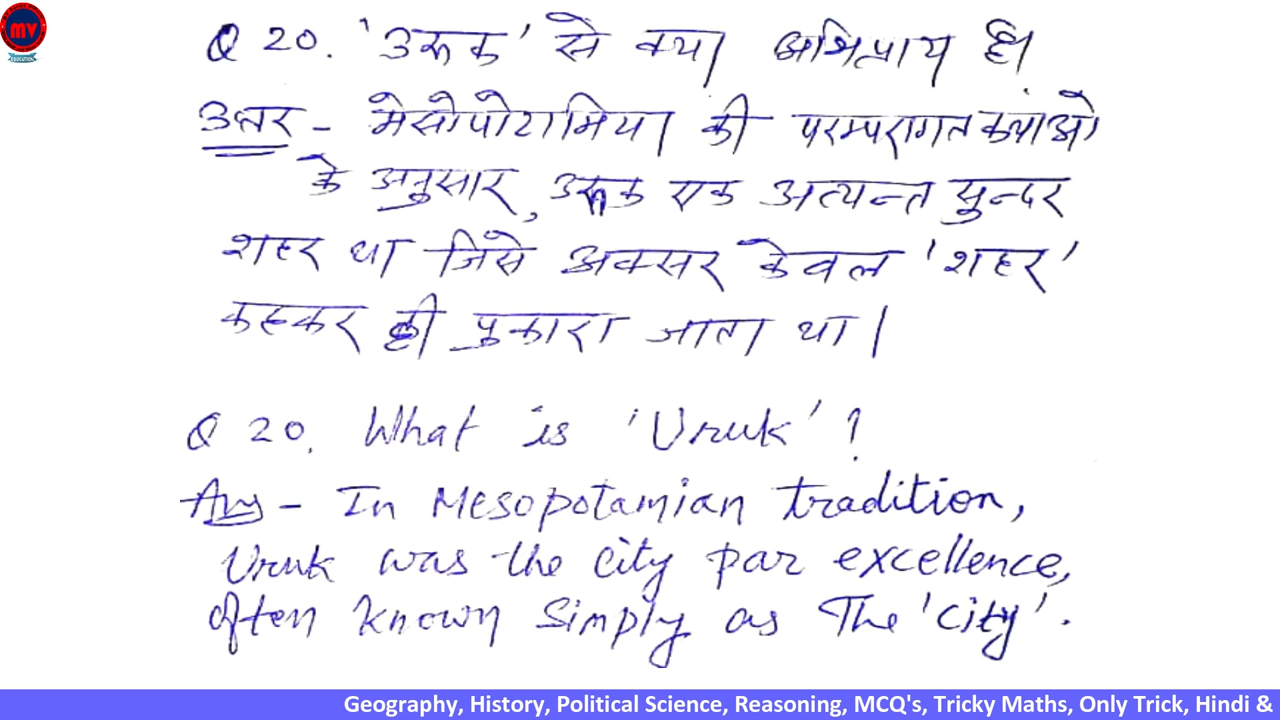 mv
EDUCATION
Q 20. 'उरुक' से क्या अभिप्राय है।
उत्तर - मेसोपोटामिया की परम्परागत कथाओं
के अनुसार, उरुक एक अत्यन्त सुन्दर
शहर था जिसे अक्सर केवल 'शहर'
कहकर ही पुकारा जाता था।
Q 20. What is 'Uruk' ?
Ans - In Mesopotamian tradition,
Uruk was the city par excellence,
often known simply as The 'City'.
Geography, History, Political Science, Reasoning, MCQ's, Tricky Maths, Only Trick, Hindi &